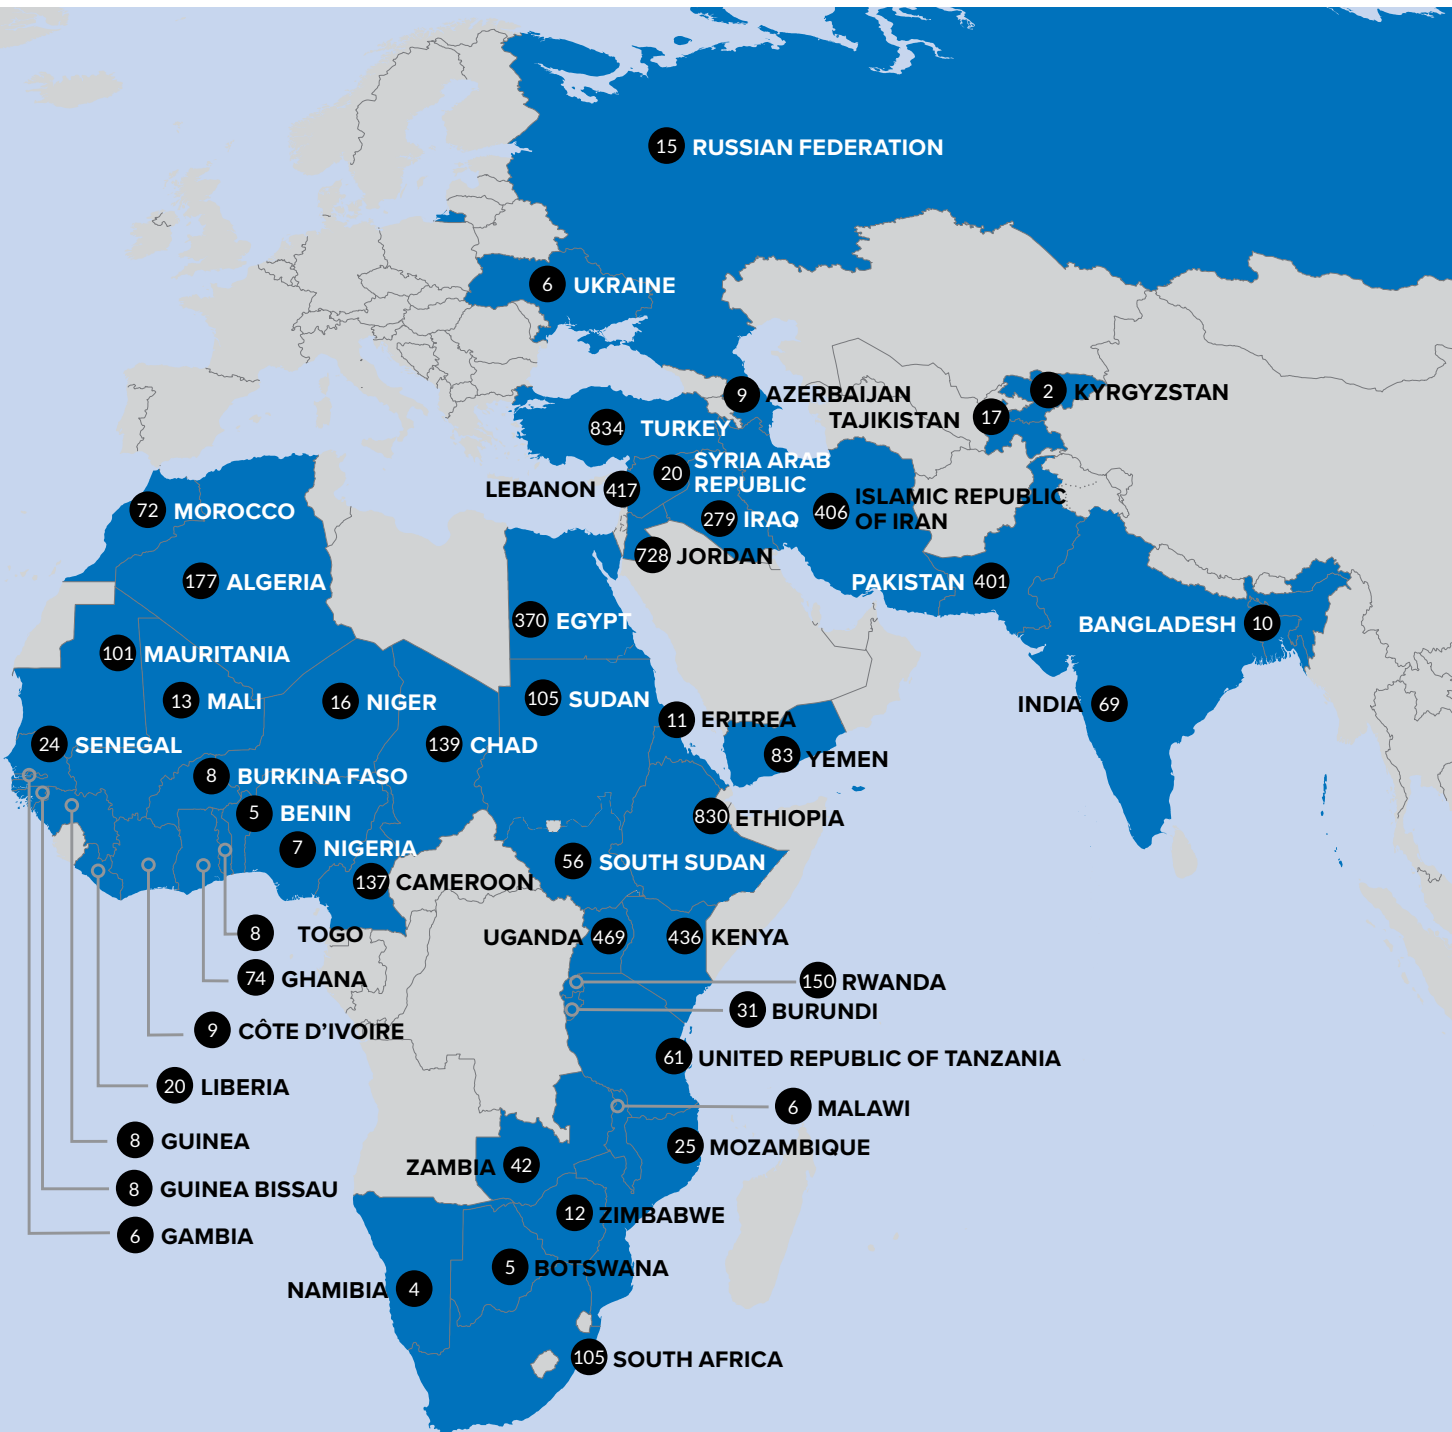 15 RUSSIAN FEDERATION
6 UKRAINE
9 AZERBAIJAN
2 KYRGYZSTAN
17
TAJIKISTAN
834 TURKEY
20 SYRIA ARAB
REPUBLIC
LEBANON 417
406 ISLAMIC REPUBLIC
OF IRAN
72 MOROCCO
279 IRAQ
728 JORDAN
177 ALGERIA
PAKISTAN 401
370 EGYPT
BANGLADESH 10
101 MAURITANIA
13 MALI
16 NIGER
105 SUDAN
INDIA 69
11 ERITREA
24 SENEGAL
139 CHAD
83 YEMEN
8 BURKINA FASO
5 BENIN
830 ETHIOPIA
7 NIGERIA
56 SOUTH SUDAN
137 CAMEROON
8 TOGO
UGANDA 469
436 KENYA
74 GHANA
150 RWANDA
31 BURUNDI
9 CÔTE D’IVOIRE
61 UNITED REPUBLIC OF TANZANIA
20 LIBERIA
6 MALAWI
8 GUINEA
25 MOZAMBIQUE
ZAMBIA 42
8 GUINEA BISSAU
12 ZIMBABWE
6 GAMBIA
5 BOTSWANA
NAMIBIA 4
105 SOUTH AFRICA